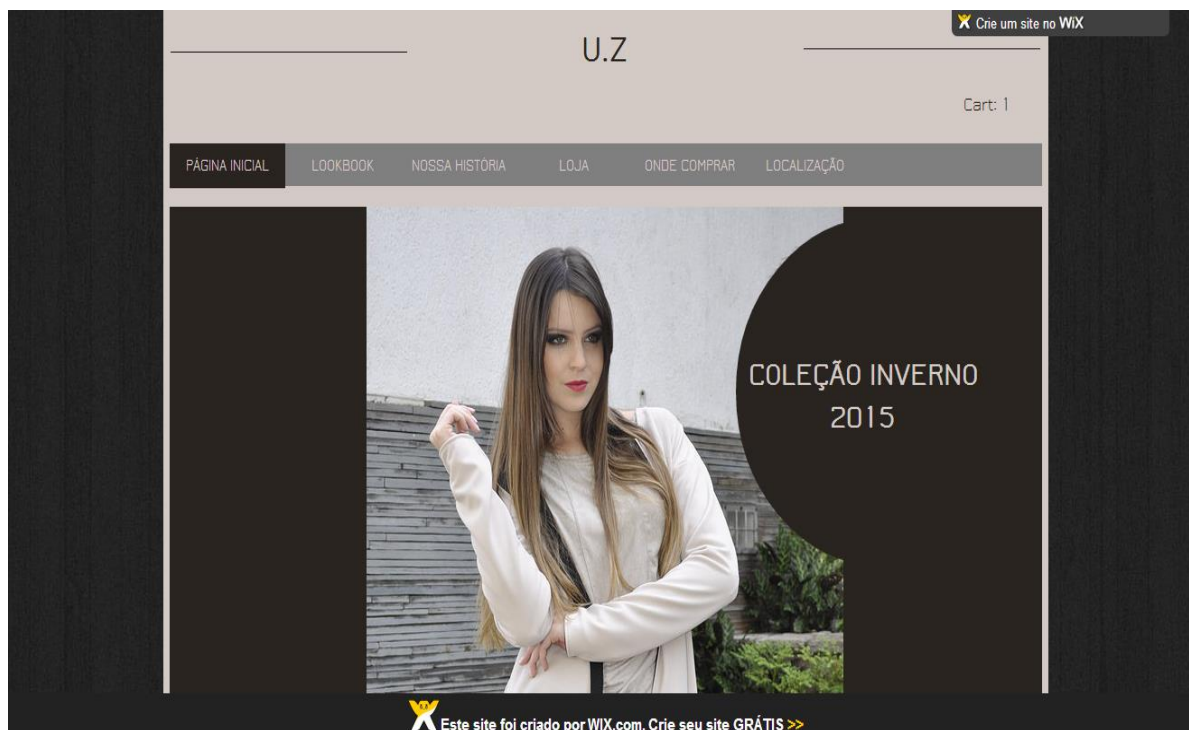 Crie um site no WiX
U.Z
Cart: 1
PÁGINA INICIAL LOOKBOOK NOSSA HISTÓRIA LOJA ONDE COMPRAR LOCALIZAÇÃO
COLEÇÃO INVERNO
2015
Este site foi criado por WIX.com. Crie seu site GRÁTIS >>